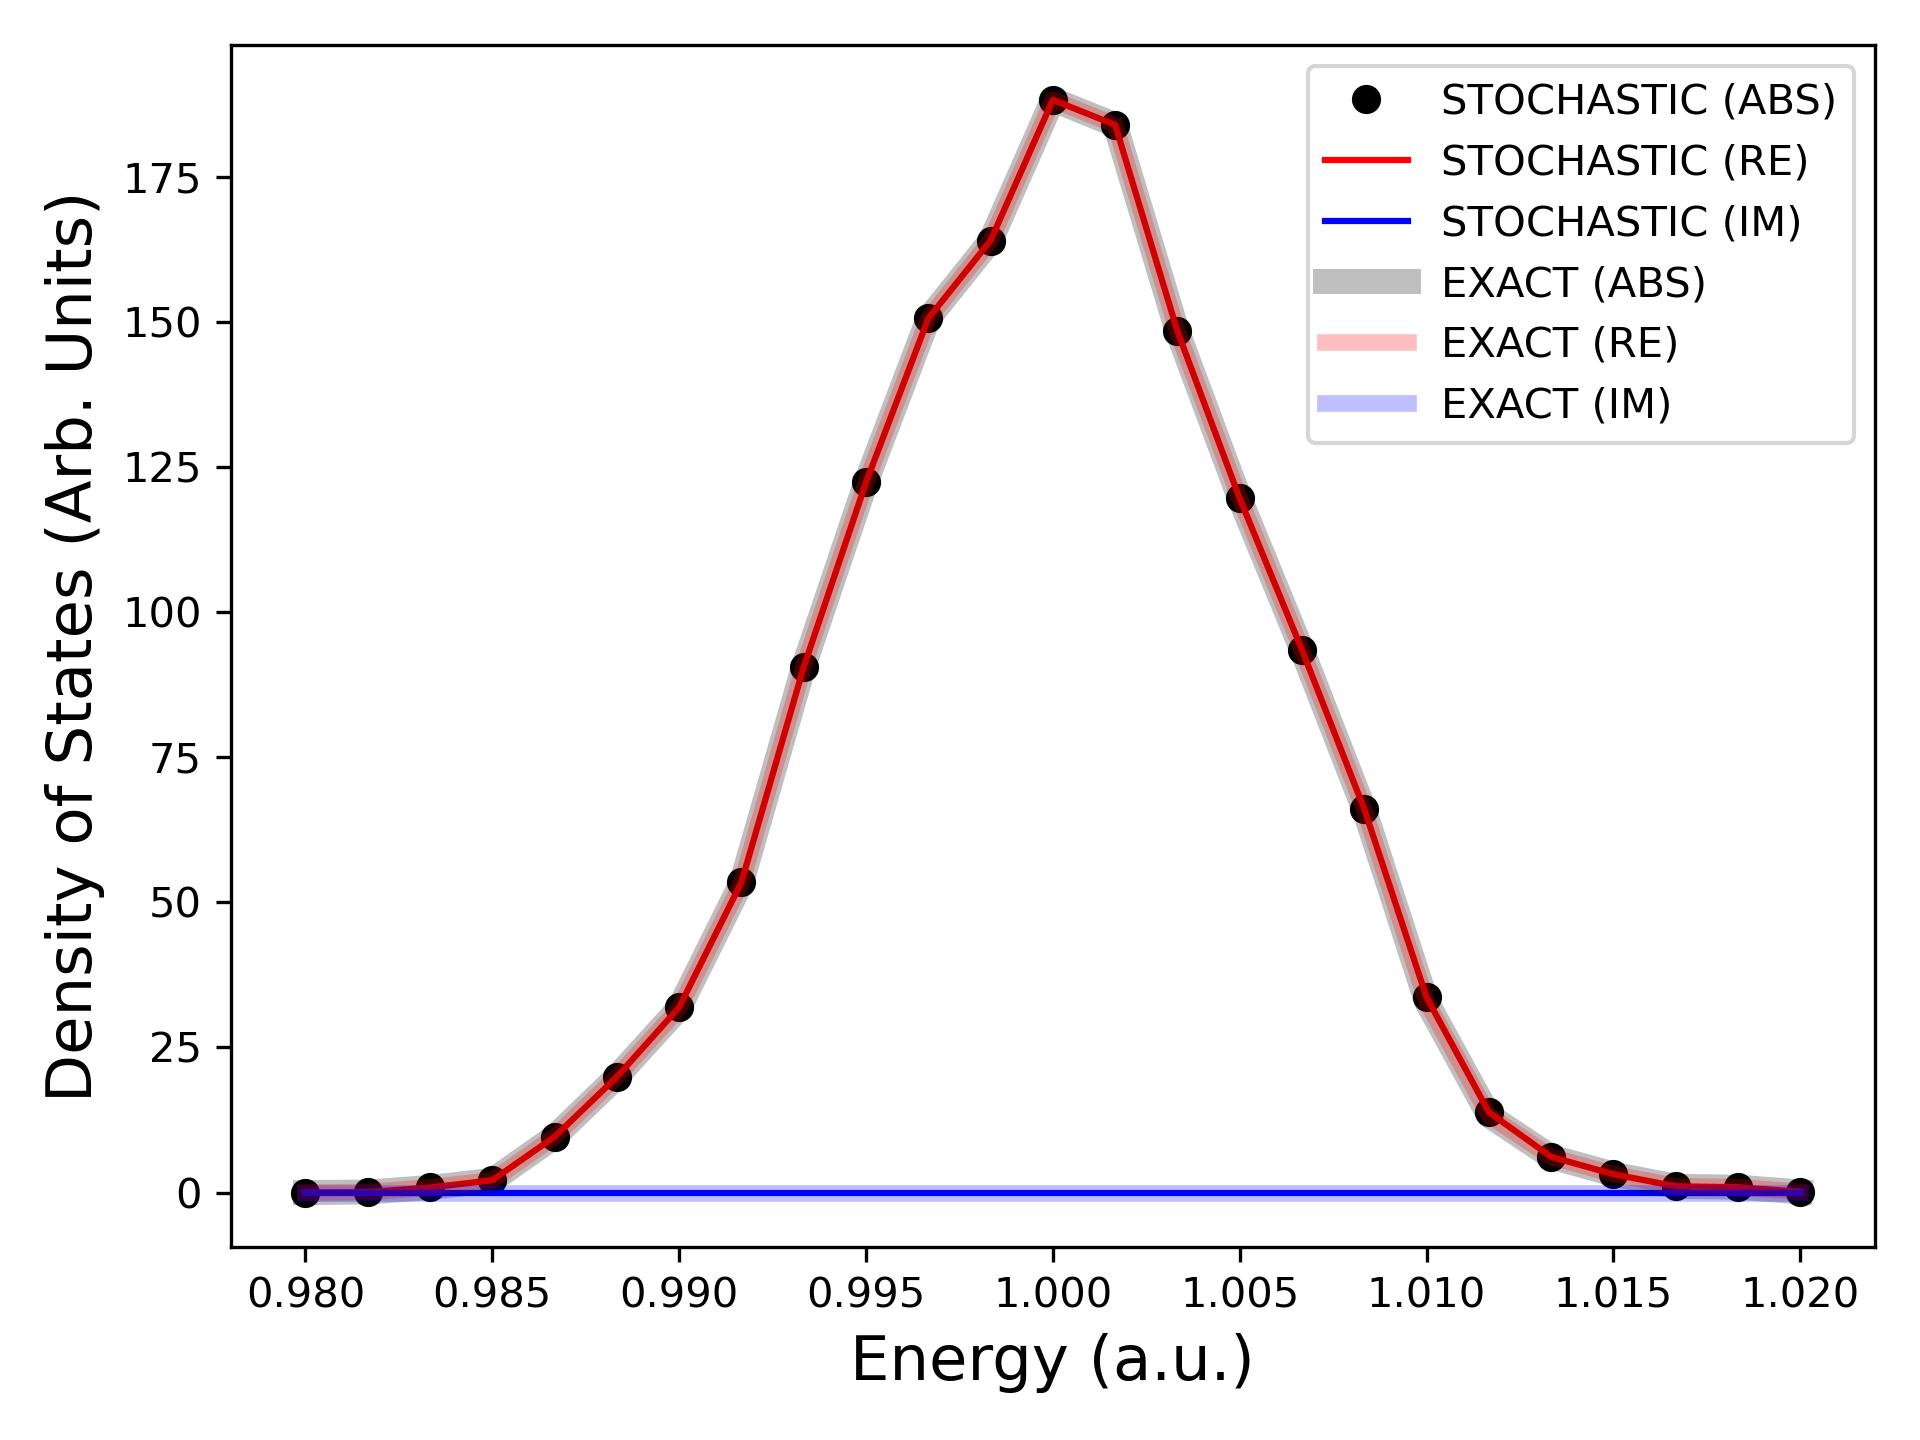 STOCHASTIC (ABS)
STOCHASTIC (RE)
STOCHASTIC (IM)
EXACT (ABS)
EXACT (RE)
EXACT (IM)
Density of States (Arb. Units)
175
150
125
100
75
50
25
0
0.980 0.985 0.990 0.995 1.000 1.005 1.010 1.015 1.020
Energy (a.u.)